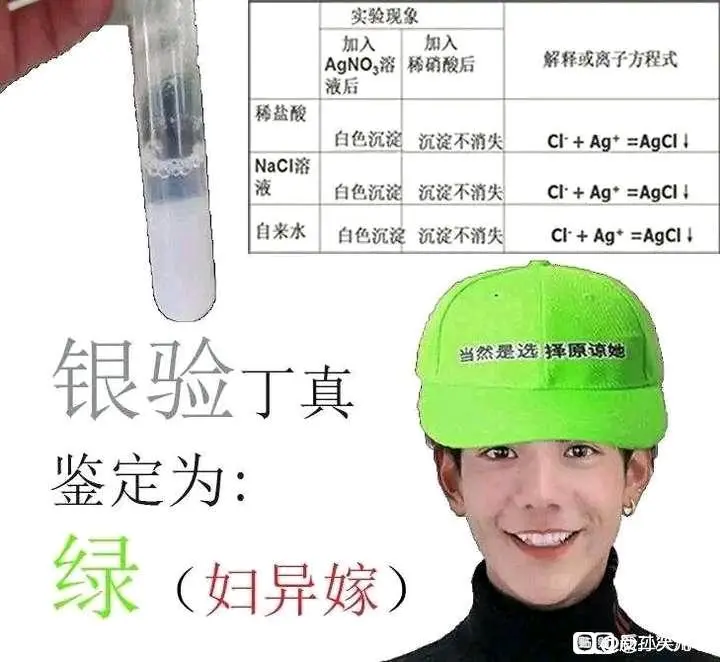 实验现象
加入
AgNO₃溶
液后
加入
稀硝酸后
解释或离子方程式
稀盐酸
白色沉淀
沉淀不消失
Cl⁻ + Ag⁺ =AgCl↓
NaCl溶
液
白色沉淀
沉淀不消失
Cl⁻ + Ag⁺ =AgCl↓
自来水
白色沉淀
沉淀不消失
Cl⁻ + Ag⁺ =AgCl↓
当然是选择原谅她
银验丁真
鉴定为:
绿（妇异嫁）